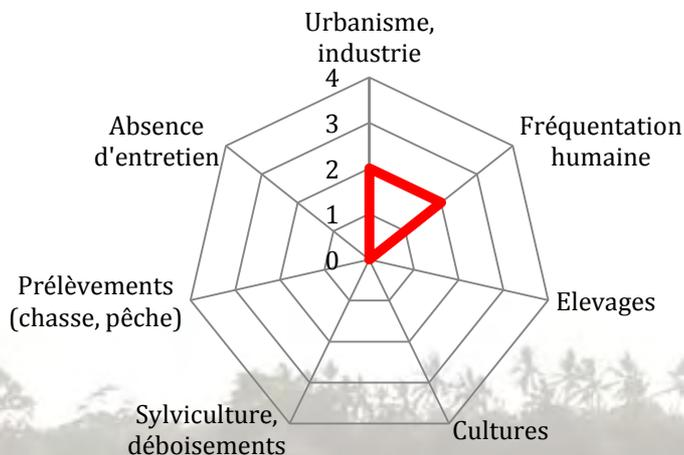 Urbanisme,
industrie
4
3
2
1
0
Absence
d'entretien
Fréquentation
humaine
Prélèvements
(chasse, pêche)
Elevages
Sylviculture,
déboisements
Cultures